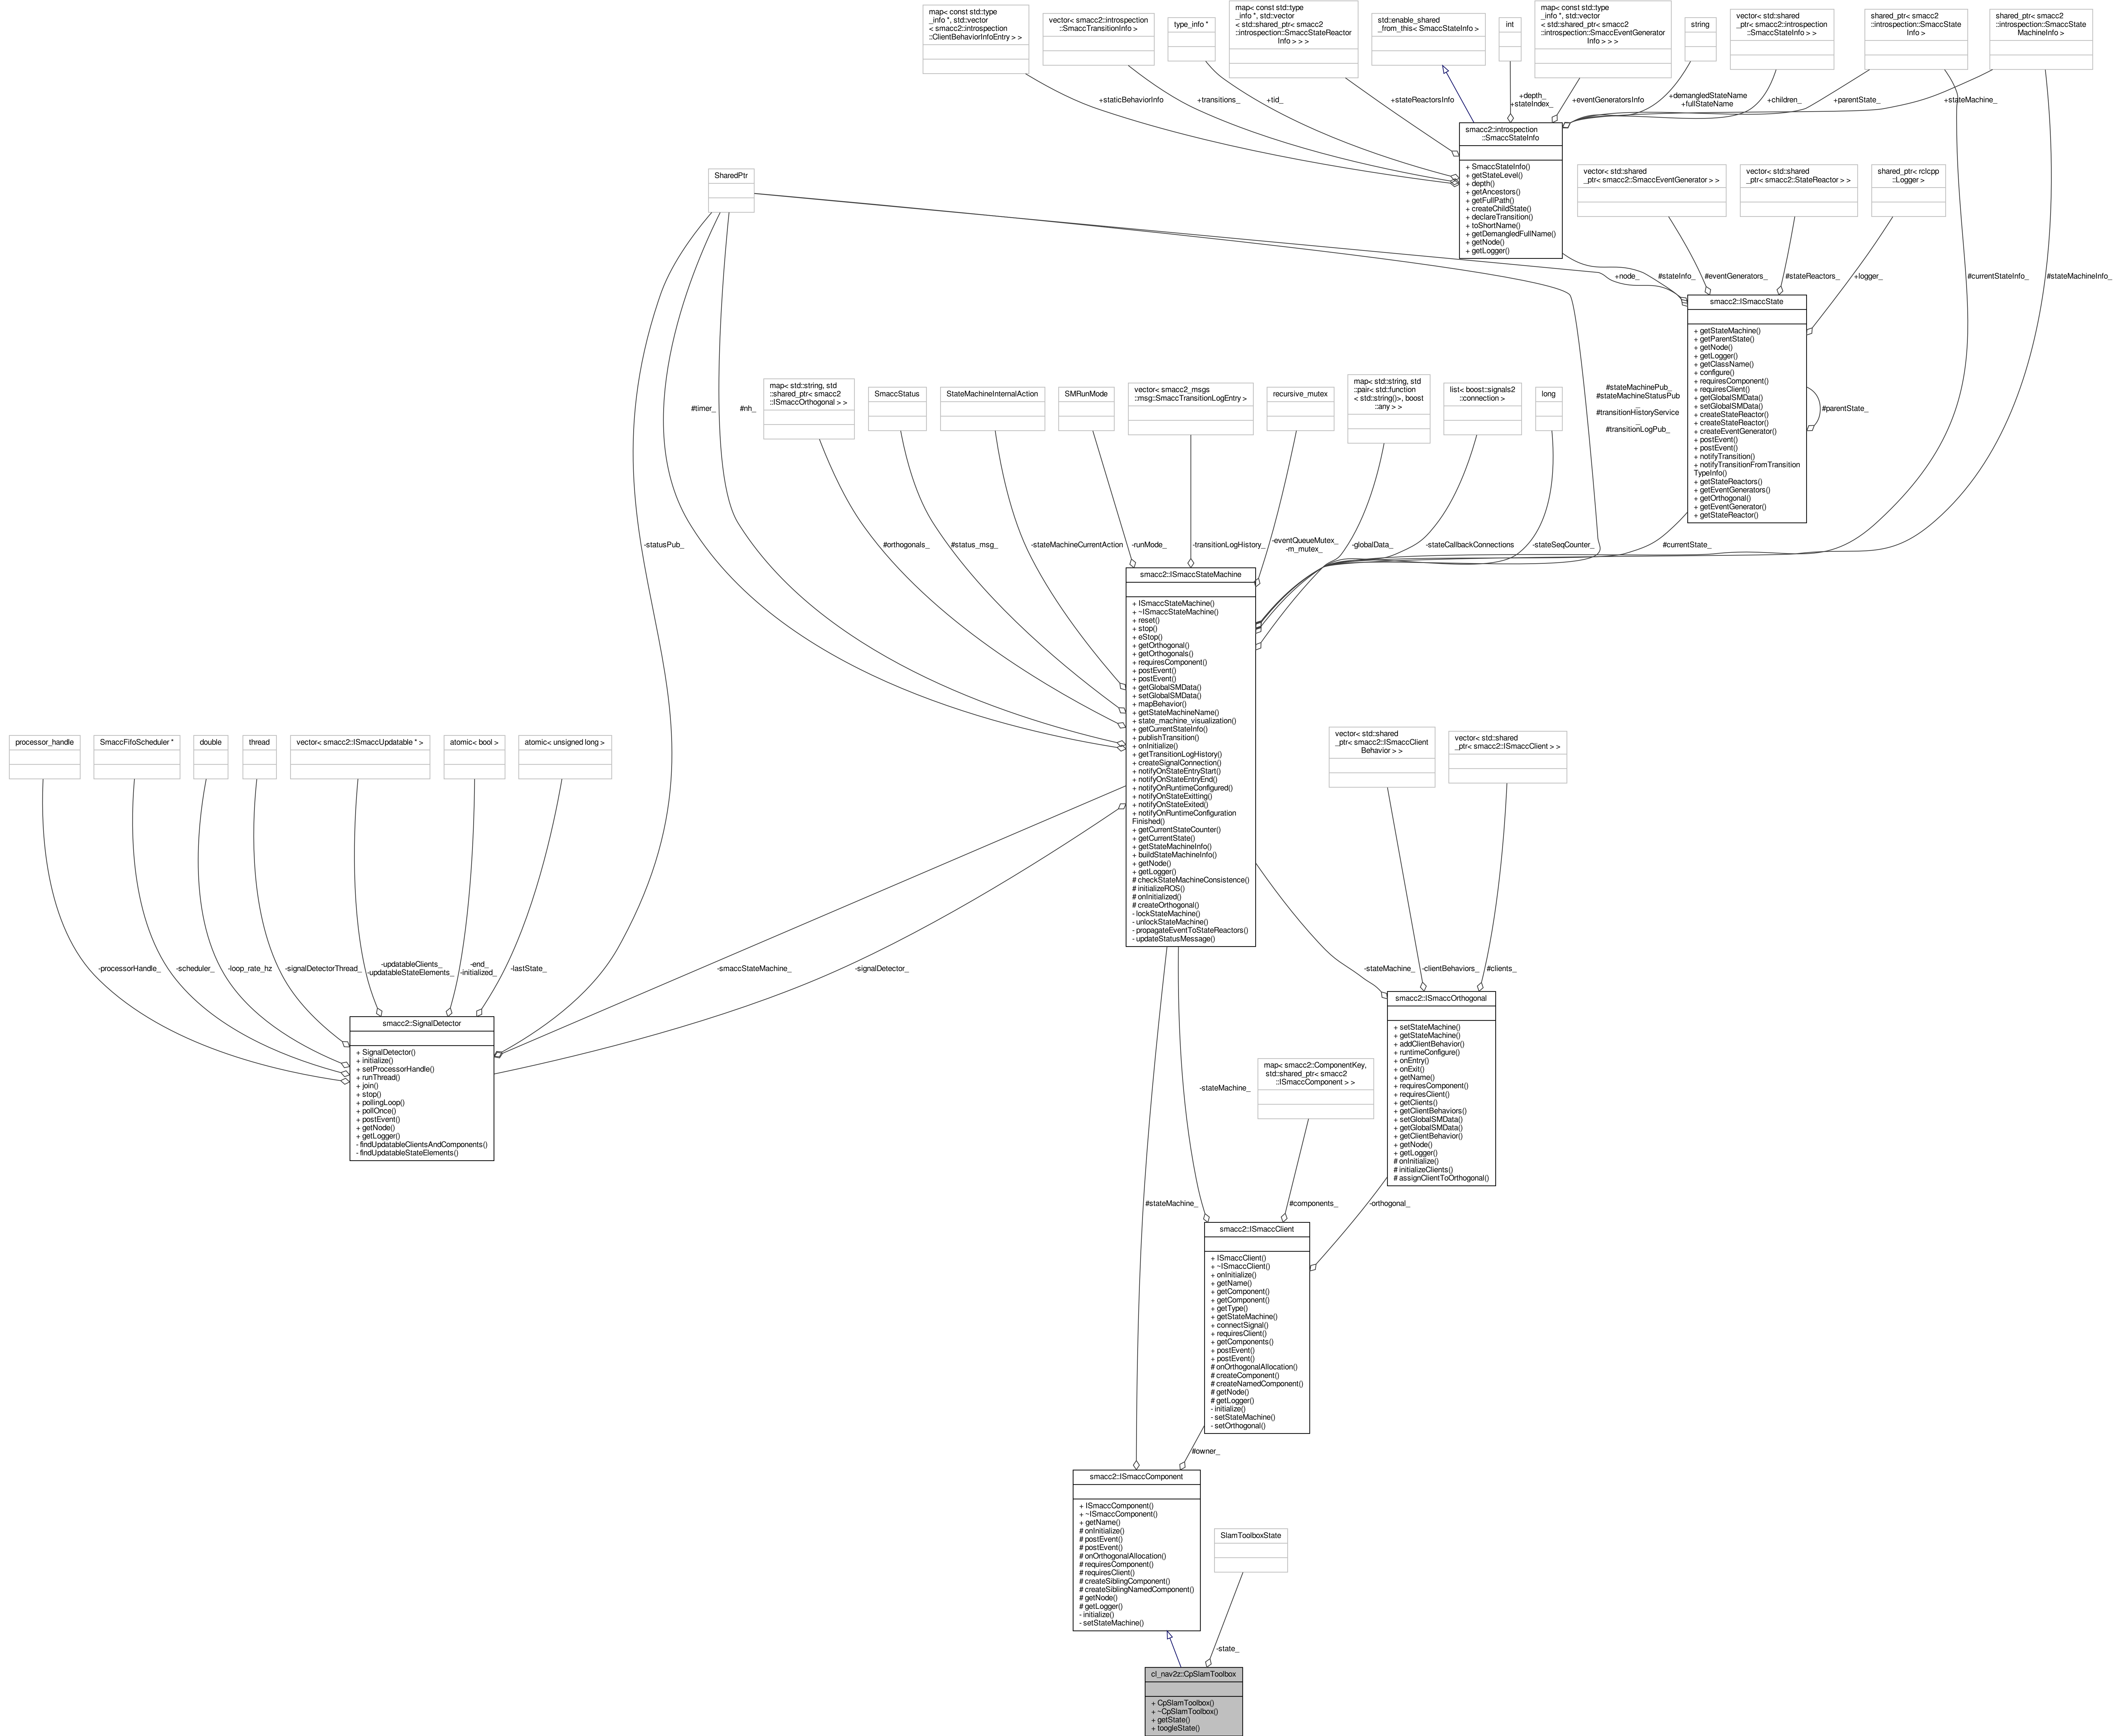 map< const std::type
_info *, std::vector
< smacc2::introspection
::ClientBehaviorInfoEntry > >
vector< smacc2::introspection
::SmaccTransitionInfo >
type_info *
map< const std::type
_info *, std::vector
< std::shared_ptr< smacc2
::introspection::SmaccStateReactor
Info > > >
std::enable_shared
_from_this< SmaccStateInfo >
int
map< const std::type
_info *, std::vector
< std::shared_ptr< smacc2
::introspection::SmaccEventGenerator
Info > > >
string
vector< std::shared
_ptr< smacc2::introspection
::SmaccStateInfo > >
shared_ptr< smacc2
::introspection::SmaccState
Info >
shared_ptr< smacc2
::introspection::SmaccState
MachineInfo >
+staticBehaviorInfo
+transitions_
+tid_
+stateReactorsInfo
+depth_
+stateIndex_
+eventGeneratorsInfo
+demangledStateName
+fullStateName
+children_
+parentState_
+stateMachine_
smacc2::introspection
::SmaccStateInfo
+ SmaccStateInfo()
+ getStateLevel()
+ depth()
+ getAncestors()
+ getFullPath()
+ createChildState()
+ declareTransition()
+ toShortName()
+ getDemangledFullName()
+ getNode()
+ getLogger()
SharedPtr
vector< std::shared
_ptr< smacc2::SmaccEventGenerator > >
vector< std::shared
_ptr< smacc2::StateReactor > >
shared_ptr< rclcpp
::Logger >
+node_
#stateInfo_
#eventGenerators_
#stateReactors_
+logger_
#currentStateInfo_
#stateMachineInfo_
smacc2::ISmaccState
+ getStateMachine()
+ getParentState()
+ getNode()
+ getLogger()
+ getClassName()
+ configure()
+ requiresComponent()
+ requiresClient()
+ getGlobalSMData()
+ setGlobalSMData()
+ createStateReactor()
+ createStateReactor()
+ createEventGenerator()
+ postEvent()
+ postEvent()
+ notifyTransition()
+ notifyTransitionFromTransition
TypeInfo()
+ getStateReactors()
+ getEventGenerators()
+ getOrthogonal()
+ getEventGenerator()
+ getStateReactor()
#parentState_
#timer_
#nh_
map< std::string, std
::shared_ptr< smacc2
::ISmaccOrthogonal > >
SmaccStatus
StateMachineInternalAction
SMRunMode
vector< smacc2_msgs
::msg::SmaccTransitionLogEntry >
recursive_mutex
map< std::string, std
::pair< std::function
< std::string()>, boost
::any > >
list< boost::signals2
::connection >
long
#stateMachinePub_
#stateMachineStatusPub
_
#transitionHistoryService
_
#transitionLogPub_
-statusPub_
#orthogonals_
#status_msg_
-stateMachineCurrentAction
-runMode_
-transitionLogHistory_
-eventQueueMutex_
-m_mutex_
-globalData_
-stateCallbackConnections
-stateSeqCounter_
#currentState_
smacc2::ISmaccStateMachine
+ ISmaccStateMachine()
+ ~ISmaccStateMachine()
+ reset()
+ stop()
+ eStop()
+ getOrthogonal()
+ getOrthogonals()
+ requiresComponent()
+ postEvent()
+ postEvent()
+ getGlobalSMData()
+ setGlobalSMData()
+ mapBehavior()
+ getStateMachineName()
+ state_machine_visualization()
+ getCurrentStateInfo()
+ publishTransition()
+ onInitialize()
+ getTransitionLogHistory()
+ createSignalConnection()
+ notifyOnStateEntryStart()
+ notifyOnStateEntryEnd()
+ notifyOnRuntimeConfigured()
+ notifyOnStateExitting()
+ notifyOnStateExited()
+ notifyOnRuntimeConfiguration
Finished()
+ getCurrentStateCounter()
+ getCurrentState()
+ getStateMachineInfo()
+ buildStateMachineInfo()
+ getNode()
+ getLogger()
# checkStateMachineConsistence()
# initializeROS()
# onInitialized()
# createOrthogonal()
- lockStateMachine()
- unlockStateMachine()
- propagateEventToStateReactors()
- updateStatusMessage()
processor_handle
SmaccFifoScheduler *
double
thread
vector< smacc2::ISmaccUpdatable * >
atomic< bool >
atomic< unsigned long >
vector< std::shared
_ptr< smacc2::ISmaccClient
Behavior > >
vector< std::shared
_ptr< smacc2::ISmaccClient > >
-processorHandle_
-scheduler_
-loop_rate_hz
-signalDetectorThread_
-updatableClients_
-updatableStateElements_
-end_
-initialized_
-lastState_
-smaccStateMachine_
-signalDetector_
-stateMachine_
-clientBehaviors_
#clients_
smacc2::SignalDetector
+ SignalDetector()
+ initialize()
+ setProcessorHandle()
+ runThread()
+ join()
+ stop()
+ pollingLoop()
+ pollOnce()
+ postEvent()
+ getNode()
+ getLogger()
- findUpdatableClientsAndComponents()
- findUpdatableStateElements()
smacc2::ISmaccOrthogonal
+ setStateMachine()
+ getStateMachine()
+ addClientBehavior()
+ runtimeConfigure()
+ onEntry()
+ onExit()
+ getName()
+ requiresComponent()
+ requiresClient()
+ getClients()
+ getClientBehaviors()
+ setGlobalSMData()
+ getGlobalSMData()
+ getClientBehavior()
+ getNode()
+ getLogger()
# onInitialize()
# initializeClients()
# assignClientToOrthogonal()
map< smacc2::ComponentKey,
std::shared_ptr< smacc2
::ISmaccComponent > >
-stateMachine_
#stateMachine_
#components_
-orthogonal_
smacc2::ISmaccClient
+ ISmaccClient()
+ ~ISmaccClient()
+ onInitialize()
+ getName()
+ getComponent()
+ getComponent()
+ getType()
+ getStateMachine()
+ connectSignal()
+ requiresClient()
+ getComponents()
+ postEvent()
+ postEvent()
# onOrthogonalAllocation()
# createComponent()
# createNamedComponent()
# getNode()
# getLogger()
- initialize()
- setStateMachine()
- setOrthogonal()
#owner_
smacc2::ISmaccComponent
+ ISmaccComponent()
+ ~ISmaccComponent()
+ getName()
# onInitialize()
# postEvent()
# postEvent()
# onOrthogonalAllocation()
# requiresComponent()
# requiresClient()
# createSiblingComponent()
# createSiblingNamedComponent()
# getNode()
# getLogger()
- initialize()
- setStateMachine()
SlamToolboxState
-state_
cl_nav2z::CpSlamToolbox
+ CpSlamToolbox()
+ ~CpSlamToolbox()
+ getState()
+ toogleState()